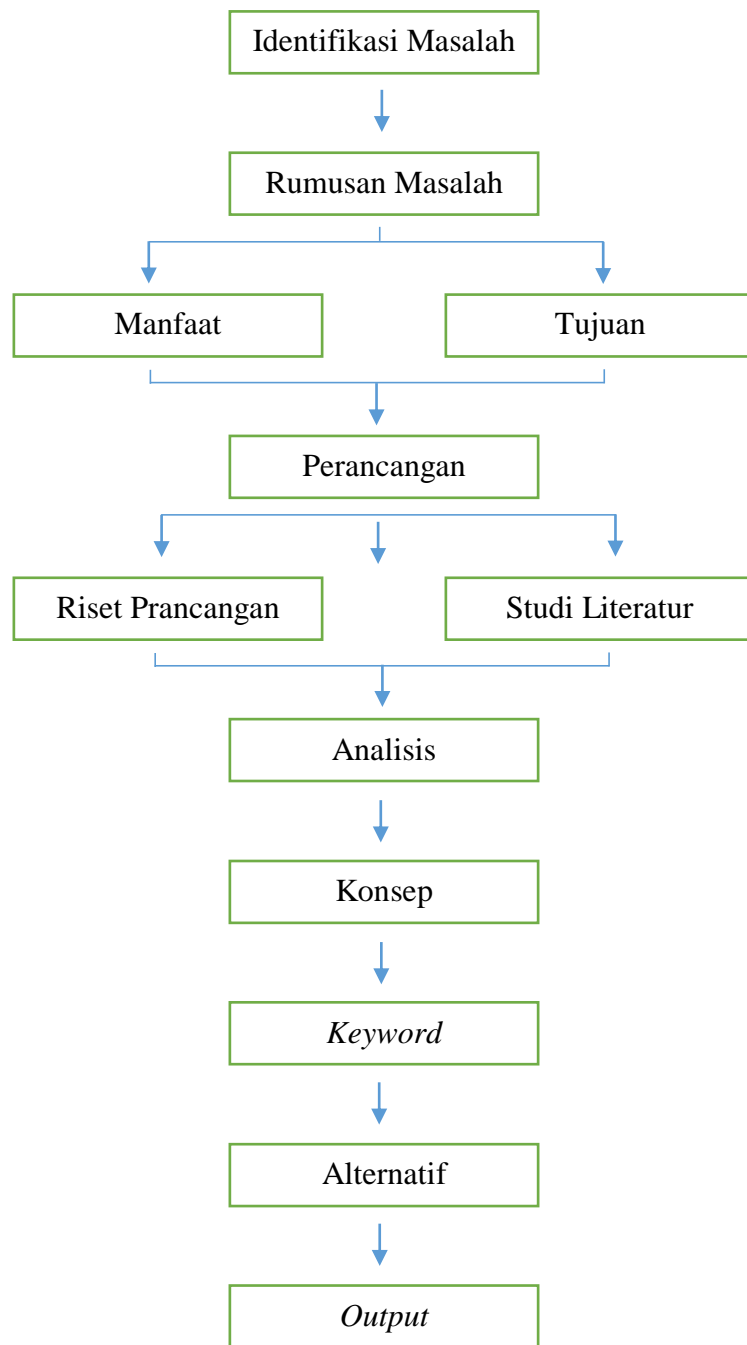 Identifikasi Masalah
Rumusan Masalah
Manfaat
Tujuan
Perancangan
Riset Prancangan
Studi Literatur
Analisis
Konsep
Keyword
Alternatif
Output